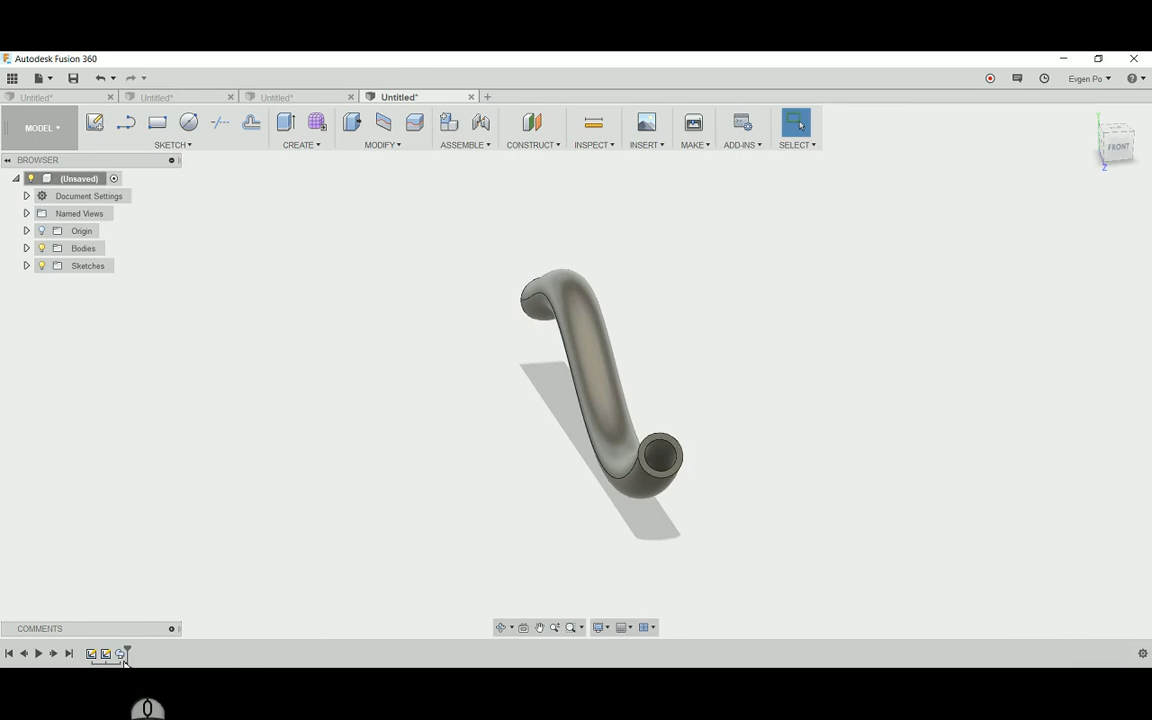 Autodesk Fusion 360
Evgen Po
Untitled*
Untitled*
Untitled*
Untitled*
MODEL
SKETCH
CREATE
MODIFY
ASSEMBLE
CONSTRUCT
INSPECT
INSERT
MAKE
ADD-INS
SELECT
BROWSER
(Unsaved)
Document Settings
Named Views
Origin
Bodies
Sketches
FRONT
Y
Z
COMMENTS